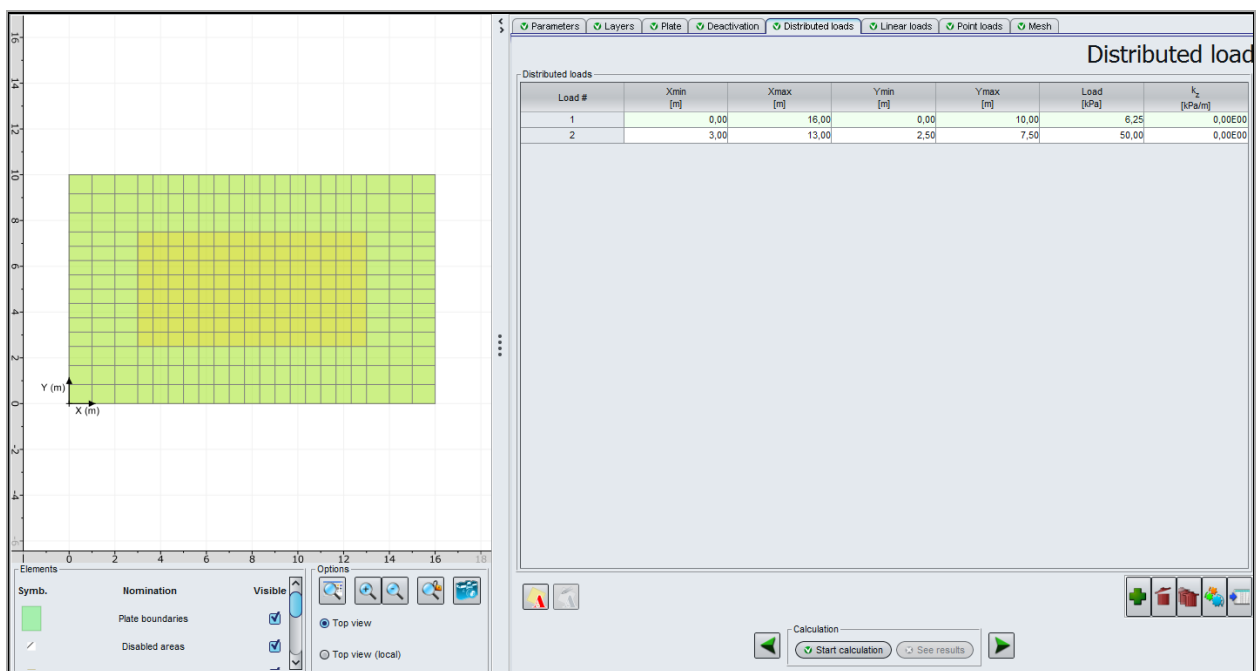 Parameters Layers Plate Deactivation Distributed loads Linear loads Point loads Mesh
Distributed load
Distributed loads
Load # Xmin [m] Xmax [m] Ymin [m] Ymax [m] Load [kPa] kz [kPa/m]
1 0,00 16,00 0,00 10,00 6,25 0,00E00
2 3,00 13,00 2,50 7,50 50,00 0,00E00
16
14
12
10
8
6
4
2
0
-2
-4
-6
Y (m)
X (m)
0 2 4 6 8 10 12 14 16 18
Elements
Symb. Nomination Visible
Plate boundaries
Disabled areas
Options
Top view
Top view (local)
Calculation
Start calculation See results